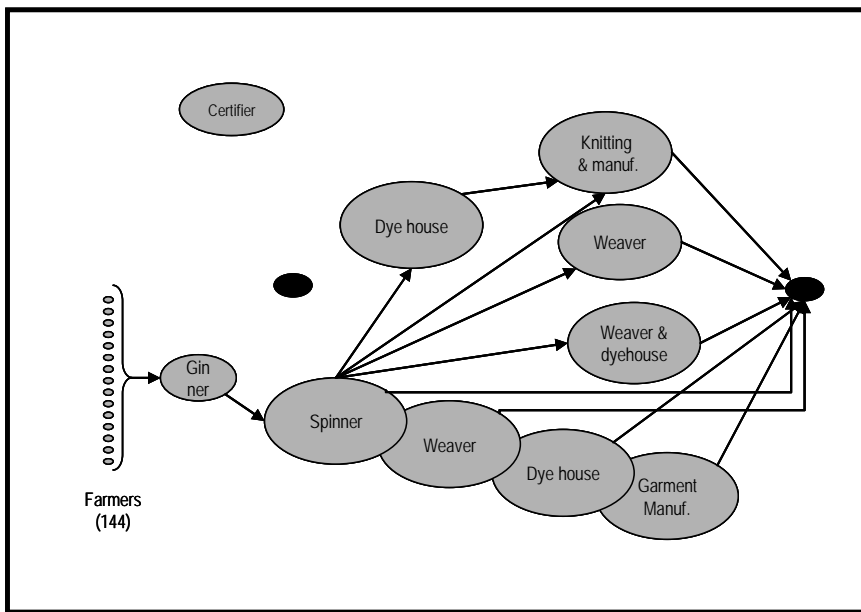 Certifier
Knitting
& manuf.
Dye house
Weaver
Weaver &
dyehouse
Gin
ner
Spinner
Weaver
Dye house
Garment
Manuf.
Farmers
(144)